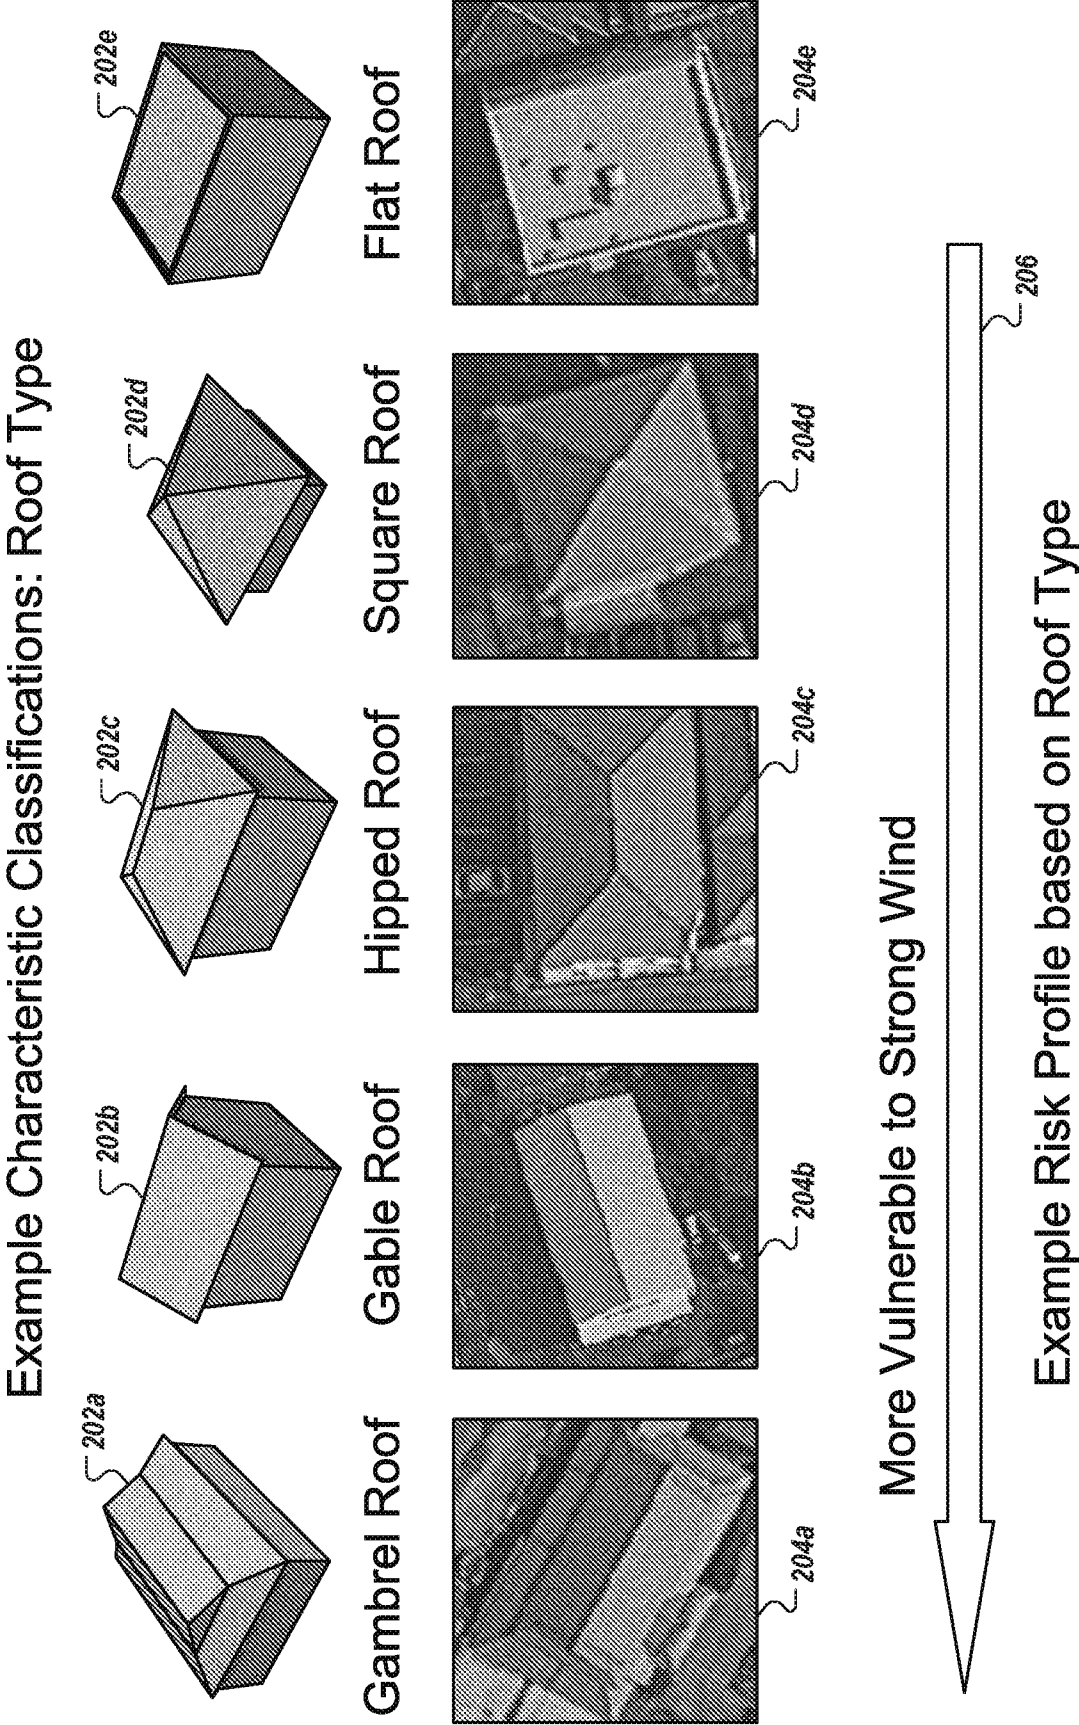 Example Characteristic Classifications: Roof Type
202a
202b
202c
202d
202e
Gambrel Roof
Gable Roof
Hipped Roof
Square Roof
Flat Roof
204a
204b
204c
204d
204e
More Vulnerable to Strong Wind
206
Example Risk Profile based on Roof Type